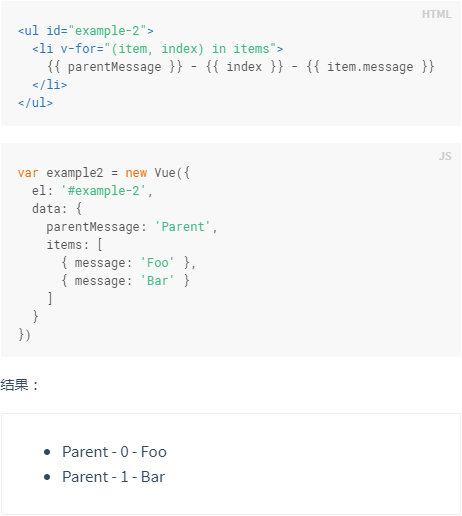 HTML
<ul id="example-2">
  <li v-for="(item, index) in items">
    {{ parentMessage }} - {{ index }} - {{ item.message }}
  </li>
</ul>
JS
var example2 = new Vue({
  el: '#example-2',
  data: {
    parentMessage: 'Parent',
    items: [
      { message: 'Foo' },
      { message: 'Bar' }
    ]
  }
})
结果：
• Parent - 0 - Foo
• Parent - 1 - Bar